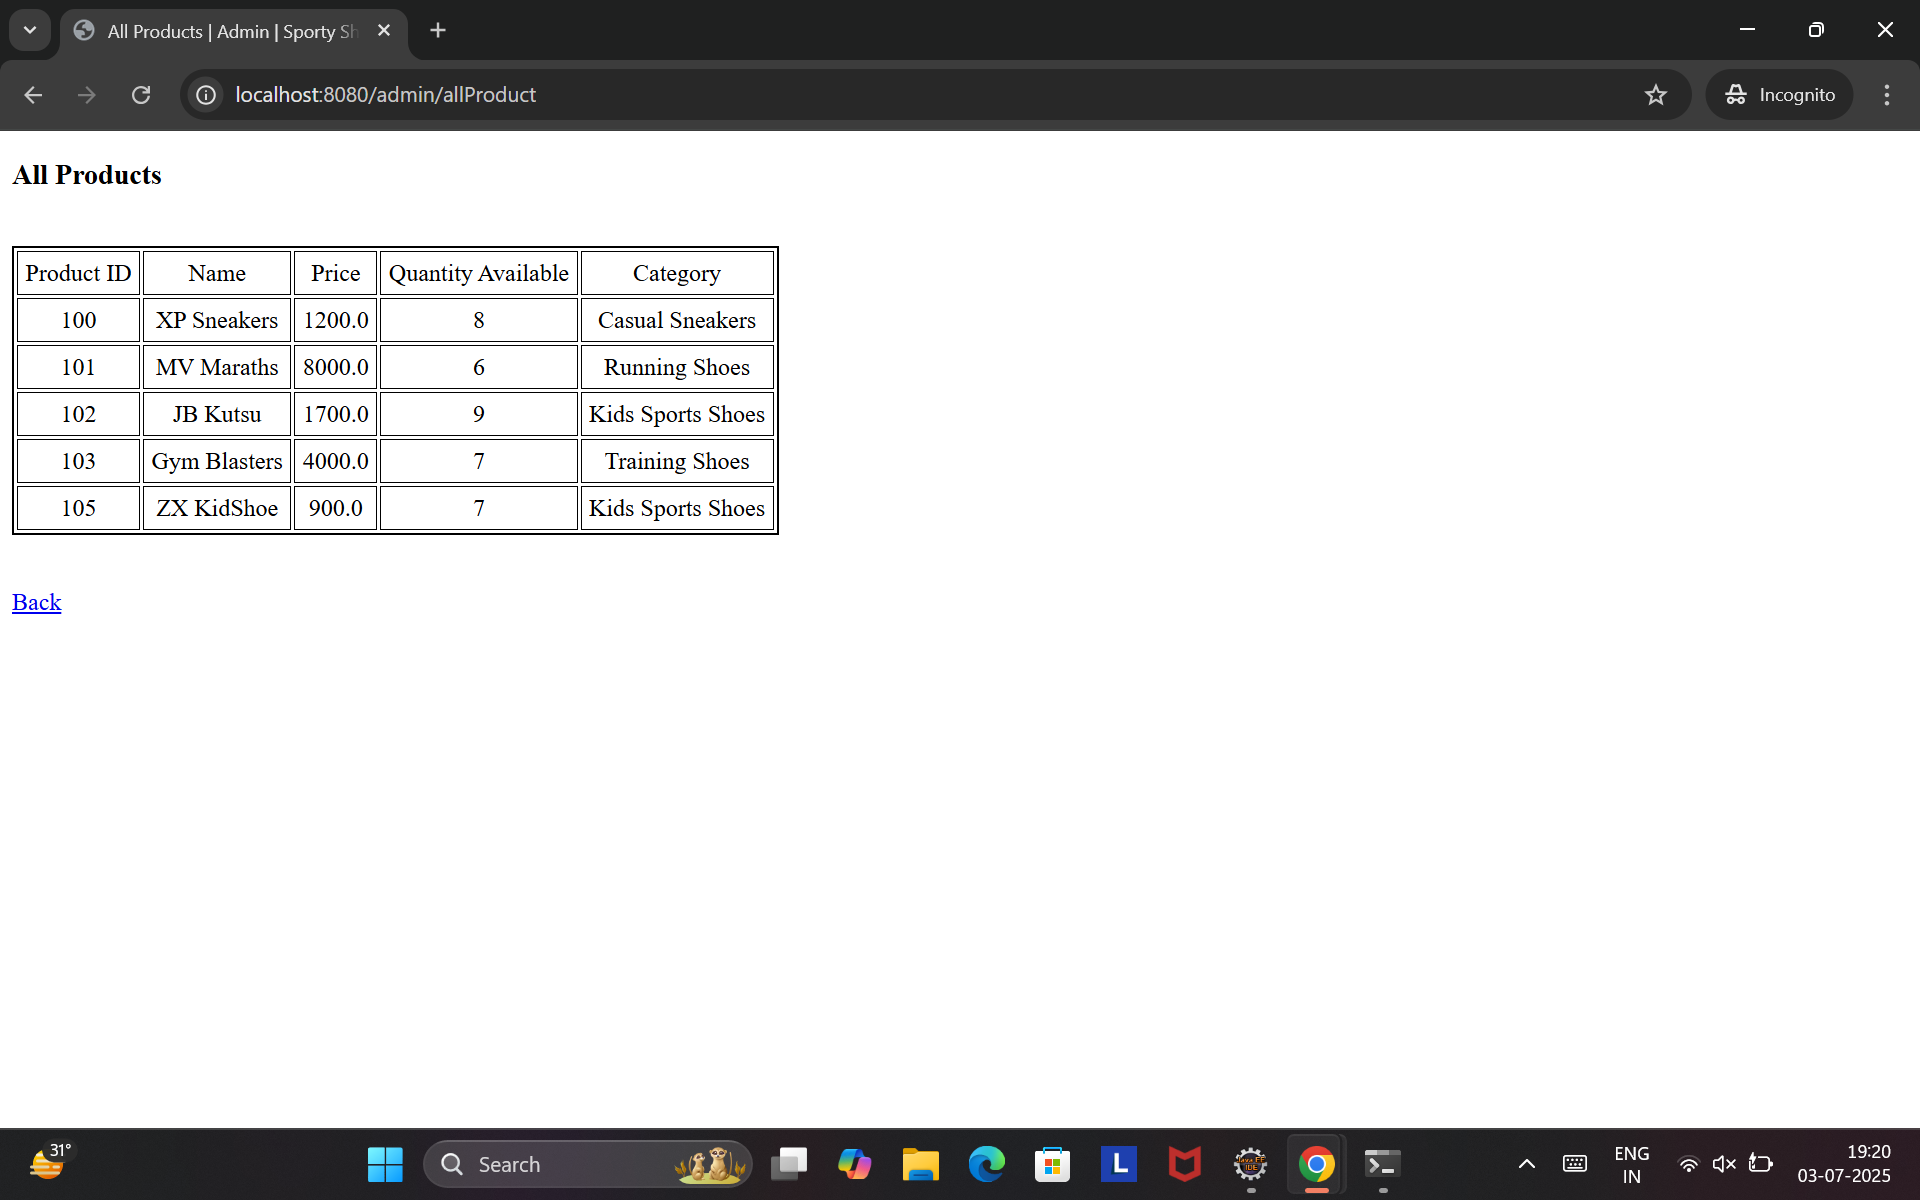 All Products | Admin | Sporty Sh
localhost:8080/admin/allProduct
Incognito
All Products
Product ID Name Price Quantity Available Category
100 XP Sneakers 1200.0 8 Casual Sneakers
101 MV Maraths 8000.0 6 Running Shoes
102 JB Kutsu 1700.0 9 Kids Sports Shoes
103 Gym Blasters 4000.0 7 Training Shoes
105 ZX KidShoe 900.0 7 Kids Sports Shoes
Back
31°
Search
L
Java EE
IDE
ENG
IN
19:20
03-07-2025